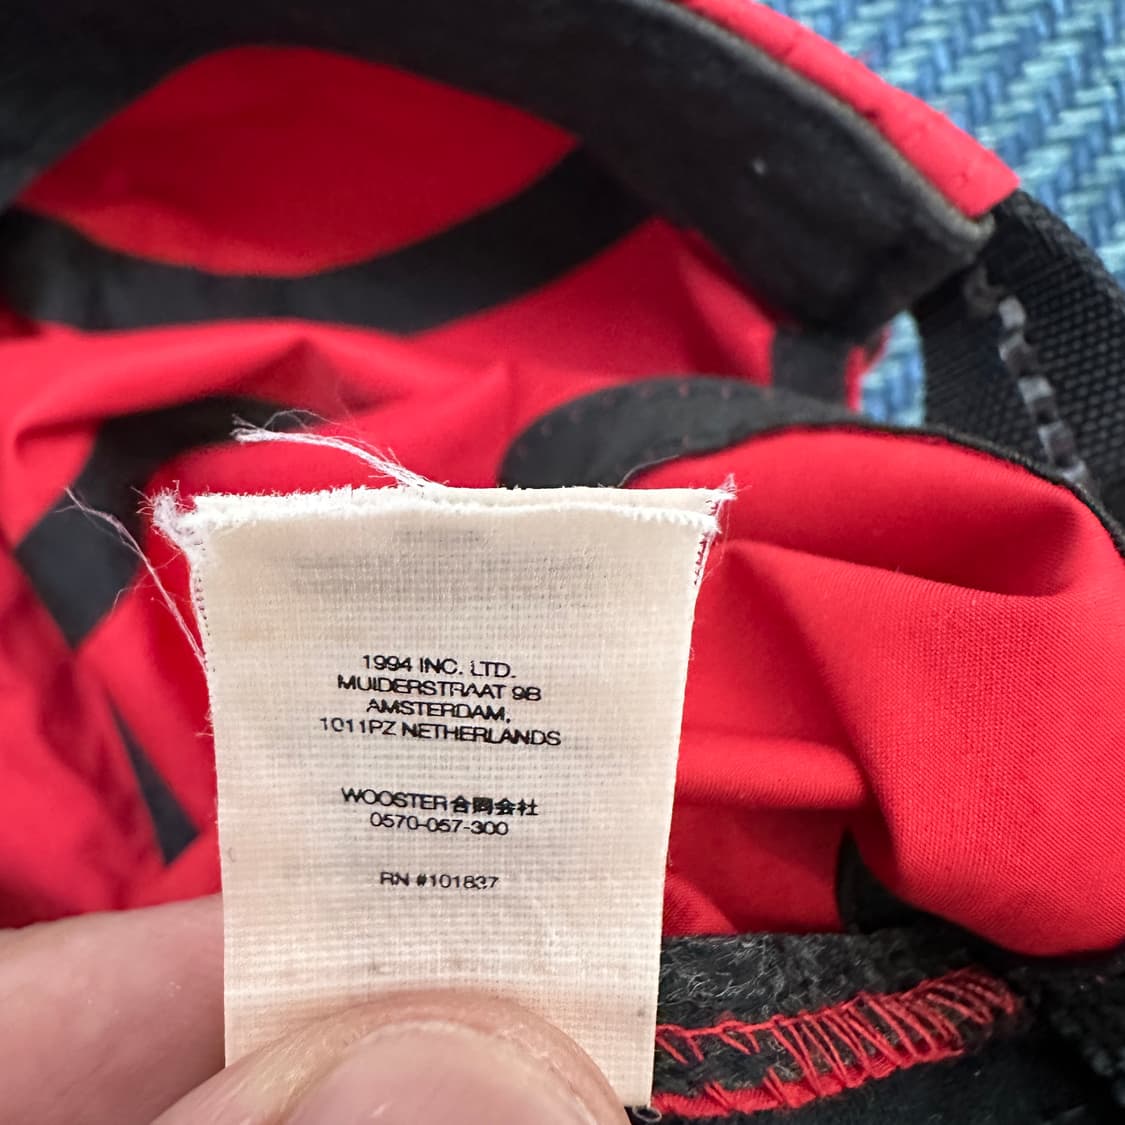 1994 INC. LTD.
MUIDERSTRAAT 9B
AMSTERDAM,
1011PZ NETHERLANDS
WOOSTER合同会社
0570-057-300
RN #101837